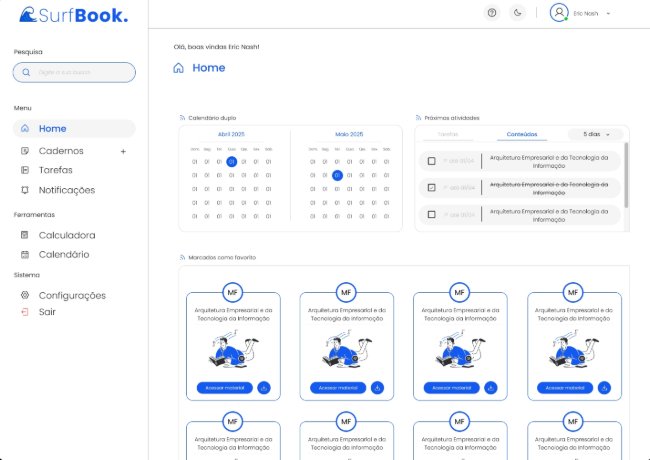 SurfBook.
Eric Nash
Pesquisa
Digite a sua busca
Menu
Home
Cadernos +
Tarefas
Notificações
Ferramentas
Calculadora
Calendário
Sistema
Configurações
Sair
Olá, boas vindas Eric Nash!
Home
Calendário duplo
Abril 2025
Dom. Seg. Ter. Qua. Qui. Sex. Sáb.
01 01 01 01 01 01 01
01 01 01 01 01 01 01
01 01 01 01 01 01 01
01 01 01 01 01 01 01
01 01 01 01 01 01 01
Maio 2025
Dom. Seg. Ter. Qua. Qui. Sex. Sáb.
01 01 01 01 01 01 01
01 01 01 01 01 01 01
01 01 01 01 01 01 01
01 01 01 01 01 01 01
01 01 01 01 01 01 01
Próximas atividades
Tarefas Conteúdos 5 dias
até 01/04 Arquitetura Empresarial e da Tecnologia da
Informação
até 01/04 Arquitetura Empresarial e da Tecnologia da
Informação
até 01/04 Arquitetura Empresarial e da Tecnologia da
Informação
Marcados como favorito
MF MF MF MF
Arquitetura Empresarial e da
Tecnologia da Informação
Acessar material
Arquitetura Empresarial e da
Tecnologia da Informação
Acessar material
Arquitetura Empresarial e da
Tecnologia da Informação
Acessar material
Arquitetura Empresarial e da
Tecnologia da Informação
Acessar material
MF MF MF MF
Arquitetura Empresarial e da
Tecnologia da Informação
Arquitetura Empresarial e da
Tecnologia da Informação
Arquitetura Empresarial e da
Tecnologia da Informação
Arquitetura Empresarial e da
Tecnologia da Informação